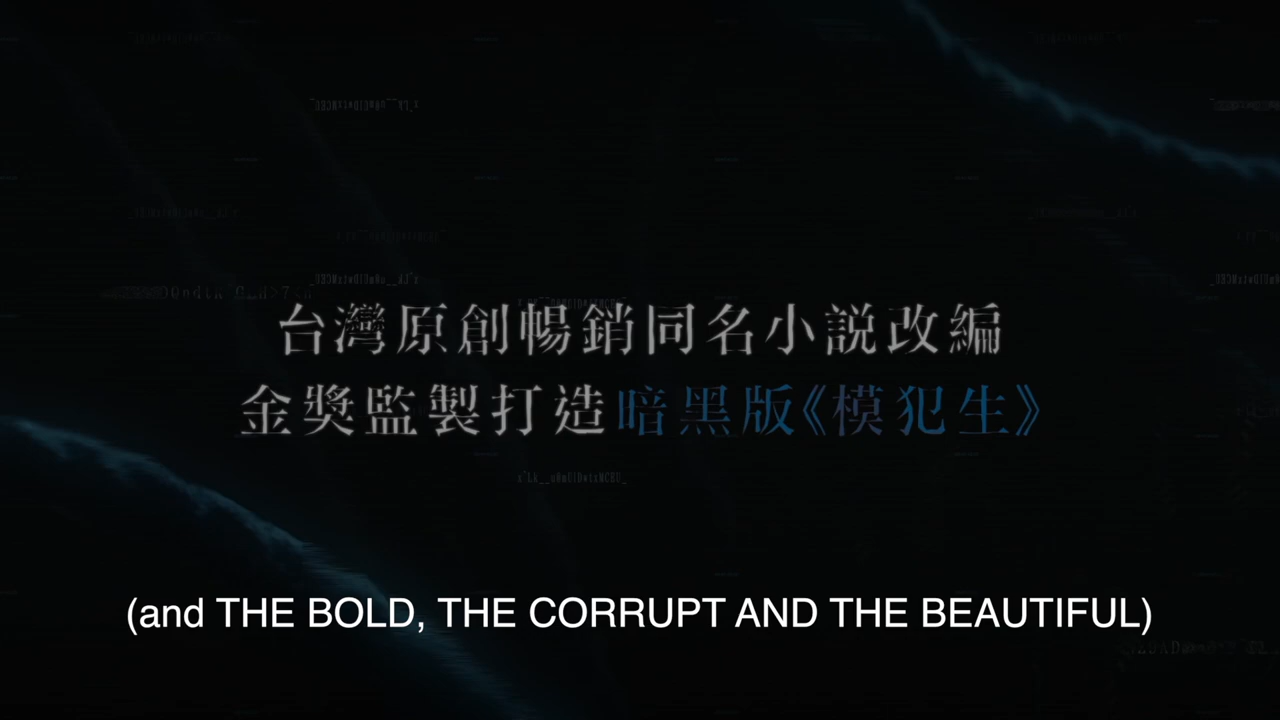 台灣原創暢銷同名小說改編
金獎監製打造暗黑版《模犯生》
(and THE BOLD, THE CORRUPT AND THE BEAUTIFUL)